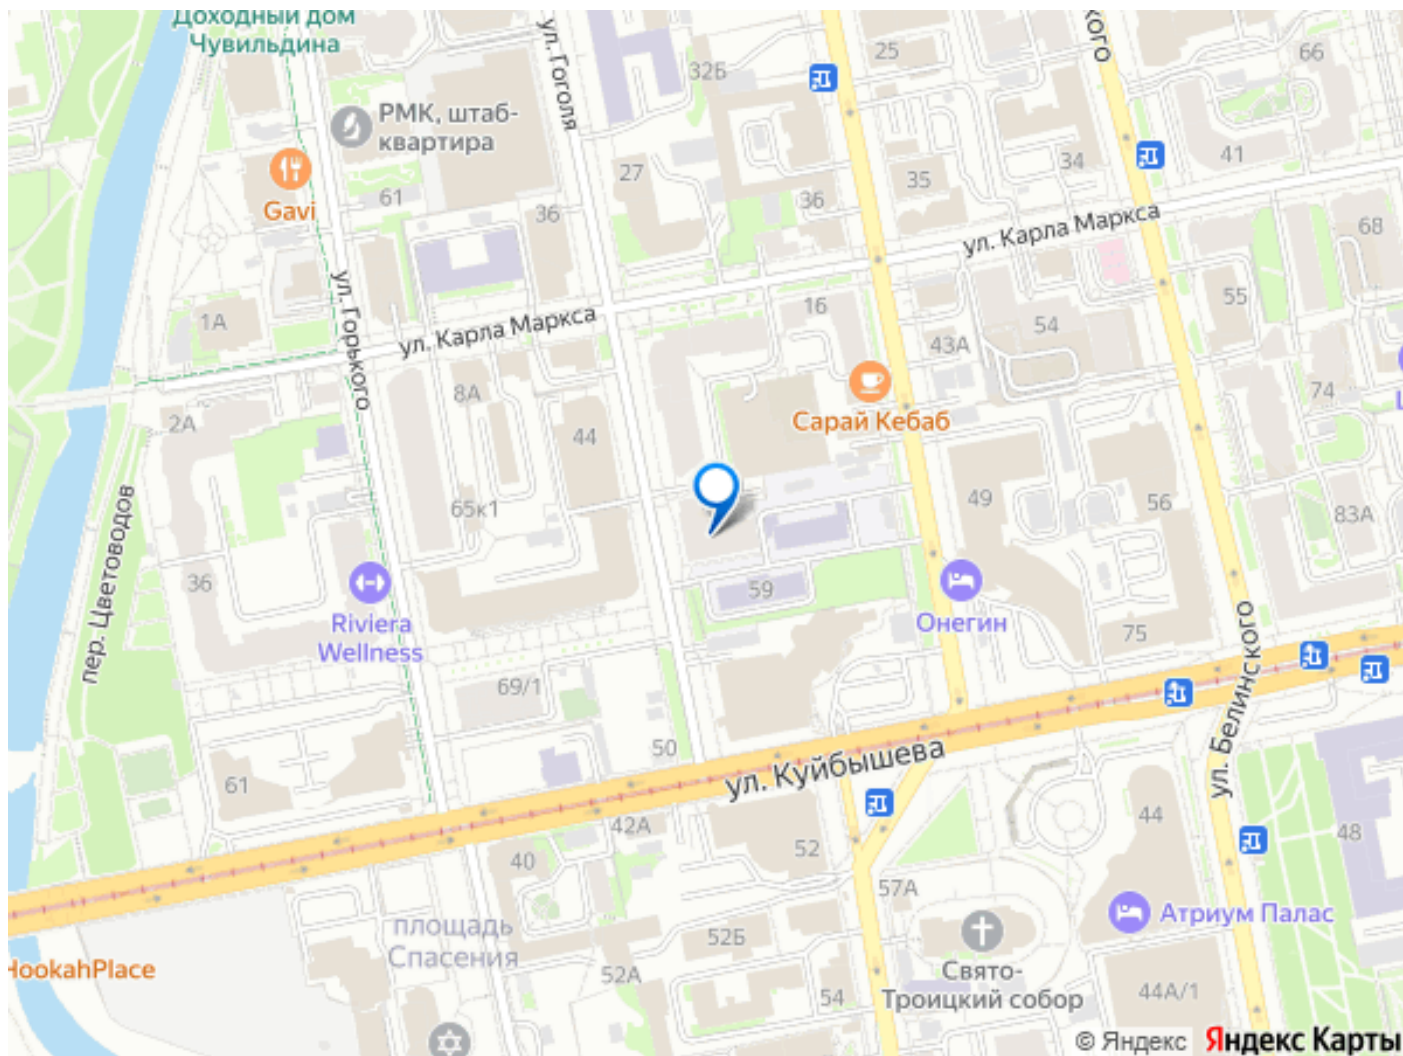 Доходный дом
Чувильдина
ул. Гоголя
32Б
25
66
РМК, штаб-
квартира
Gavi
61
36
27
36
35
34
41
ул. Карла Маркса
68
1А
ул. Горького
ул. Карла Маркса
16
43А
54
55
74
2А
8А
44
Сарай Кебаб
пер. Цветоводов
65к1
49
56
83А
36
59
Riviera
Wellness
Онегин
75
69/1
ул. Белинского
50
61
ул. Куйбышева
42А
40
52
44
48
57А
площадь
Спасения
52Б
52А
Атриум Палас
HookahPlace
Свято-
Троицкий собор
54
44А/1
© Яндекс
Яндекс Карты